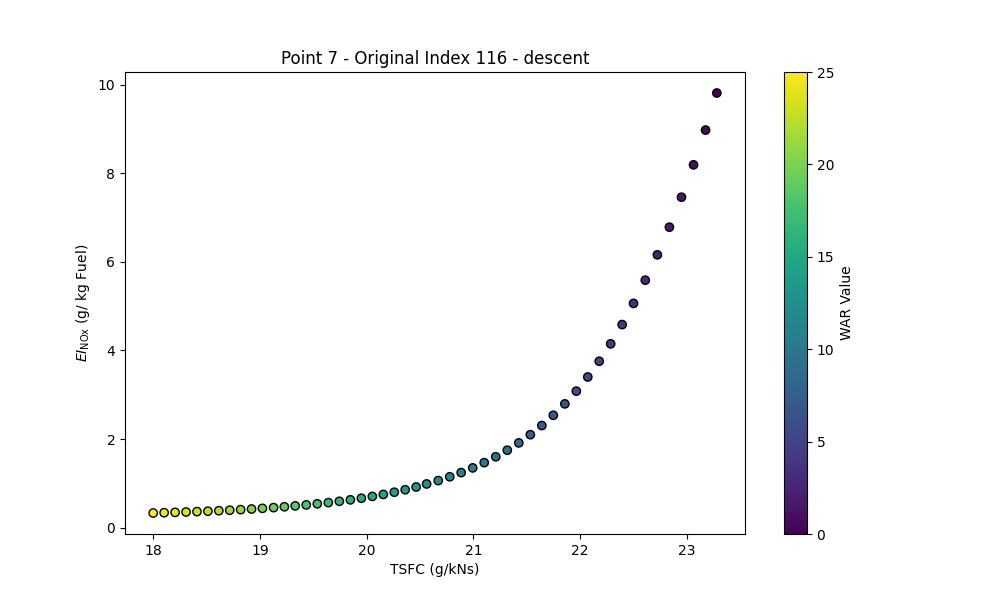 Point 7 - Original Index 116 - descent
10
8
6
4
2
0
EI_NOx (g/ kg Fuel)
18 19 20 21 22 23
TSFC (g/kNs)
25
20
15
10
5
0
WAR Value